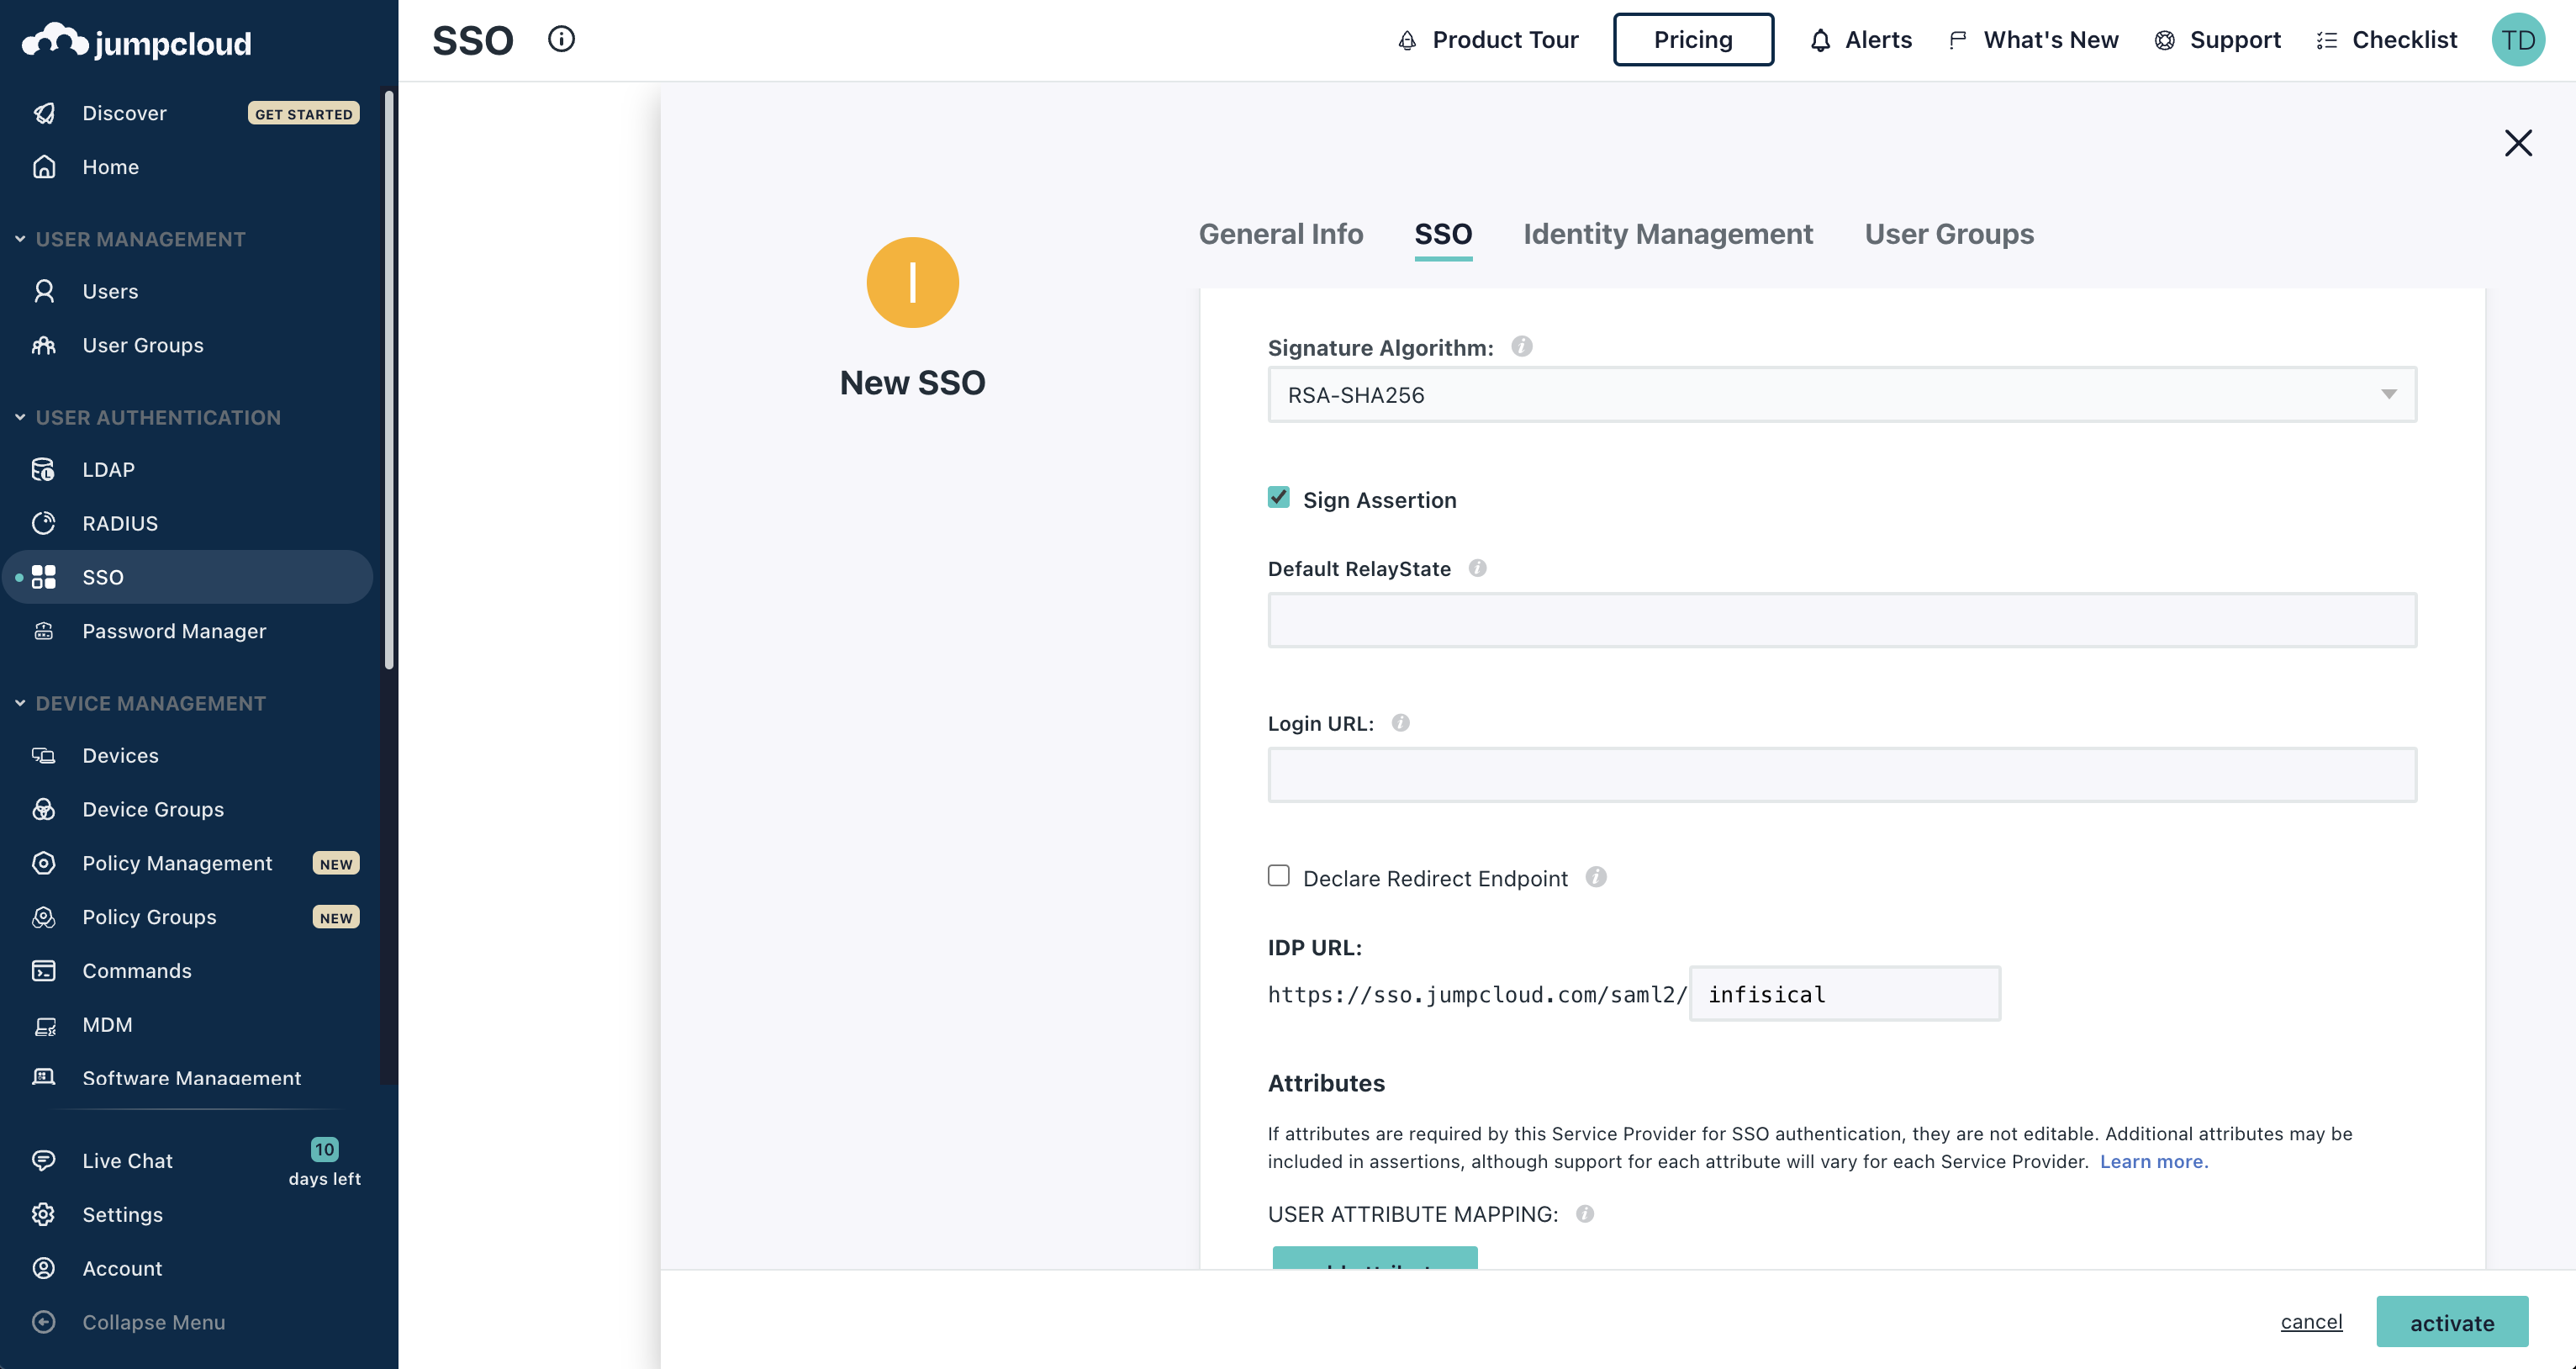 jumpcloud
Discover
GET STARTED
Home
USER MANAGEMENT
Users
User Groups
USER AUTHENTICATION
LDAP
RADIUS
SSO
Password Manager
DEVICE MANAGEMENT
Devices
Device Groups
Policy Management
NEW
Policy Groups
NEW
Commands
MDM
Software Management
Live Chat
10
days left
Settings
Account
Collapse Menu
SSO
Product Tour
Pricing
Alerts
What's New
Support
Checklist
TD
I
New SSO
General Info
SSO
Identity Management
User Groups
Signature Algorithm:
RSA-SHA256
Sign Assertion
Default RelayState
Login URL:
Declare Redirect Endpoint
IDP URL:
https://sso.jumpcloud.com/saml2/ infisical
Attributes
If attributes are required by this Service Provider for SSO authentication, they are not editable. Additional attributes may be
included in assertions, although support for each attribute will vary for each Service Provider. Learn more.
USER ATTRIBUTE MAPPING:
cancel
activate